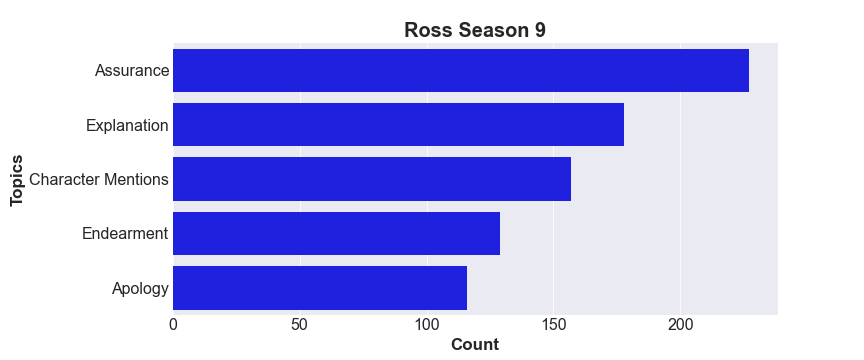 Ross Season 9
Topics
Assurance
Explanation
Character Mentions
Endearment
Apology
0 50 100 150 200
Count